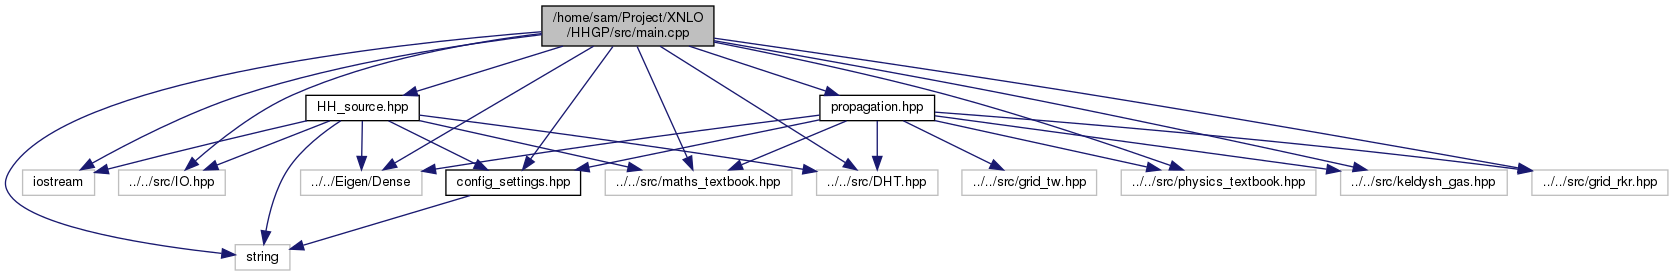 /home/sam/Project/XNLO
/HHGP/src/main.cpp
HH_source.hpp
propagation.hpp
iostream
../../src/IO.hpp
../../Eigen/Dense
config_settings.hpp
../../src/maths_textbook.hpp
../../src/DHT.hpp
../../src/grid_tw.hpp
../../src/physics_textbook.hpp
../../src/keldysh_gas.hpp
../../src/grid_rkr.hpp
string